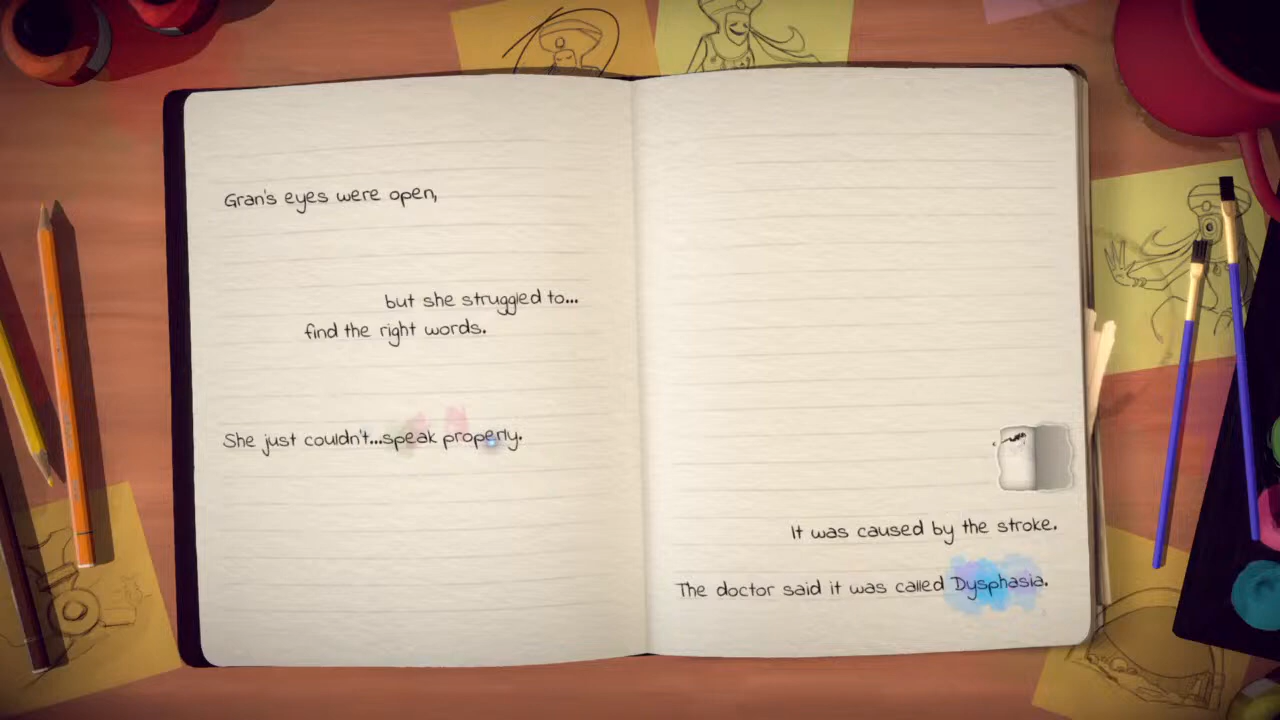 Gran's eyes were open,
but she struggled to...
find the right words.
She just couldn't...speak properly.
It was caused by the stroke.
The doctor said it was called Dysphasia.